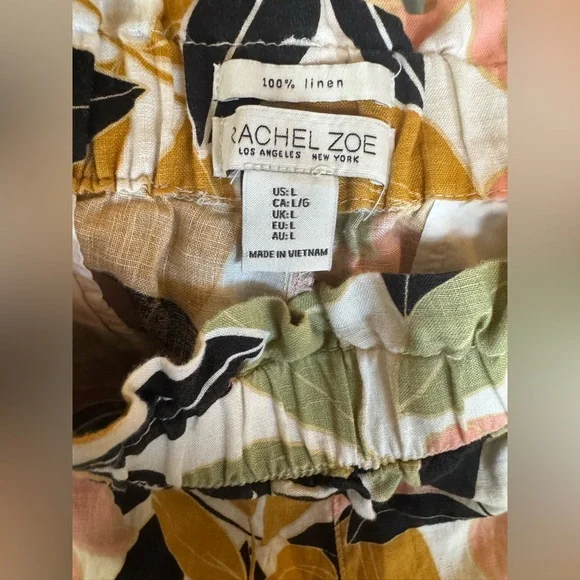 100% linen
RACHEL ZOE
LOS ANGELES NEW YORK
US: L
CA: L/G
UK: L
EU: L
AU: L
MADE IN VIETNAM